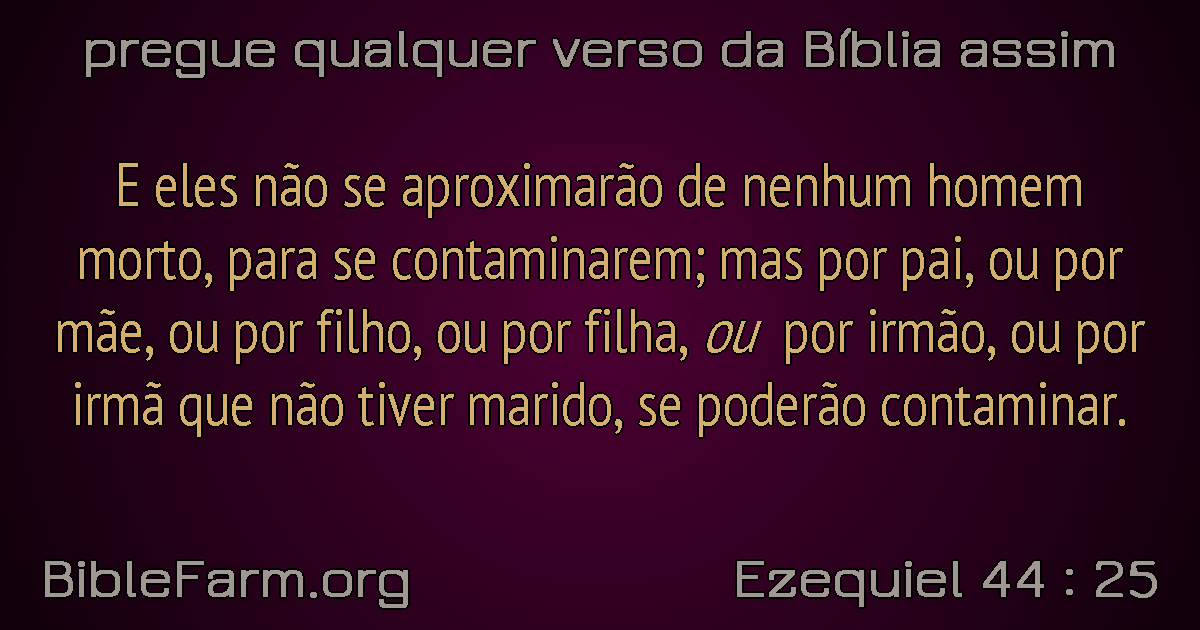 pregue qualquer verso da Bíblia assim
E eles não se aproximarão de nenhum homem
morto, para se contaminarem; mas por pai, ou por
mãe, ou por filho, ou por filha, ou por irmão, ou por
irmã que não tiver marido, se poderão contaminar.
BibleFarm.org
Ezequiel 44 : 25